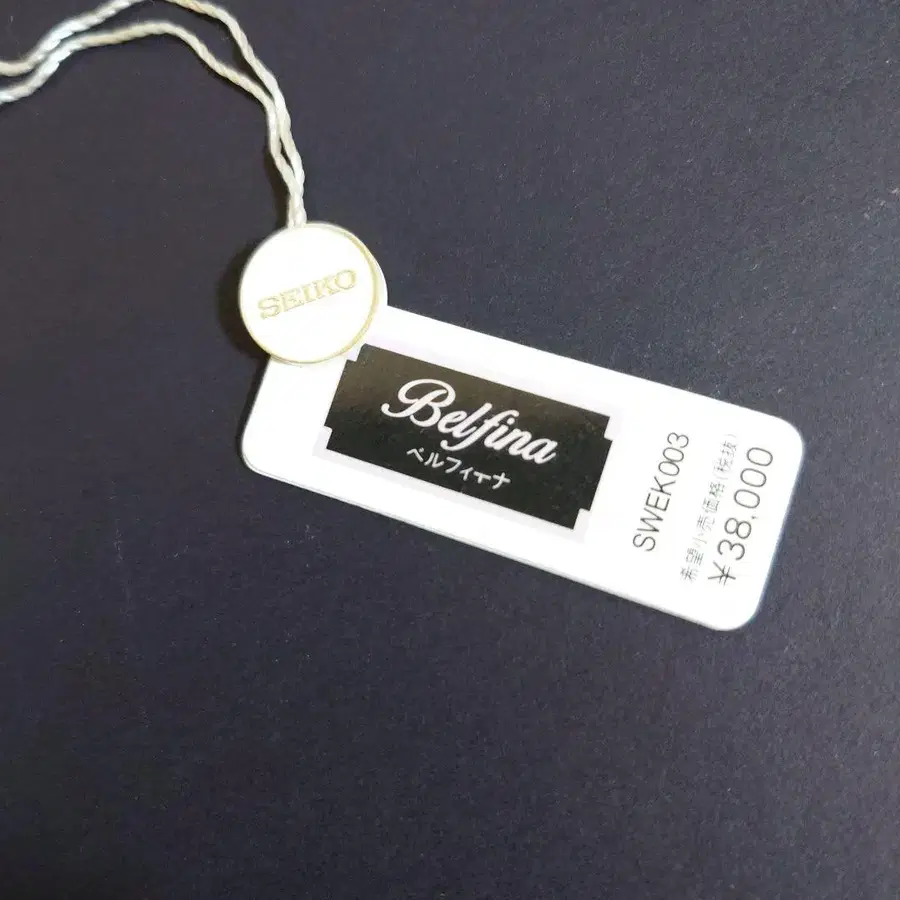 SEIKO
Belfina
ベルフィーナ
SWEK003
希望小売価格(税抜)
¥38,000